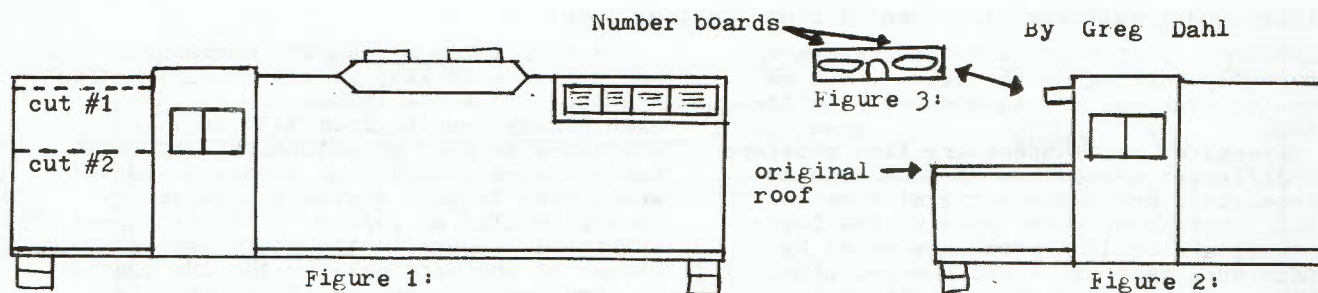 Number boards
By Greg Dahl
cut #1
cut #2
Figure 3:
original
roof
Figure 1:
Figure 2: